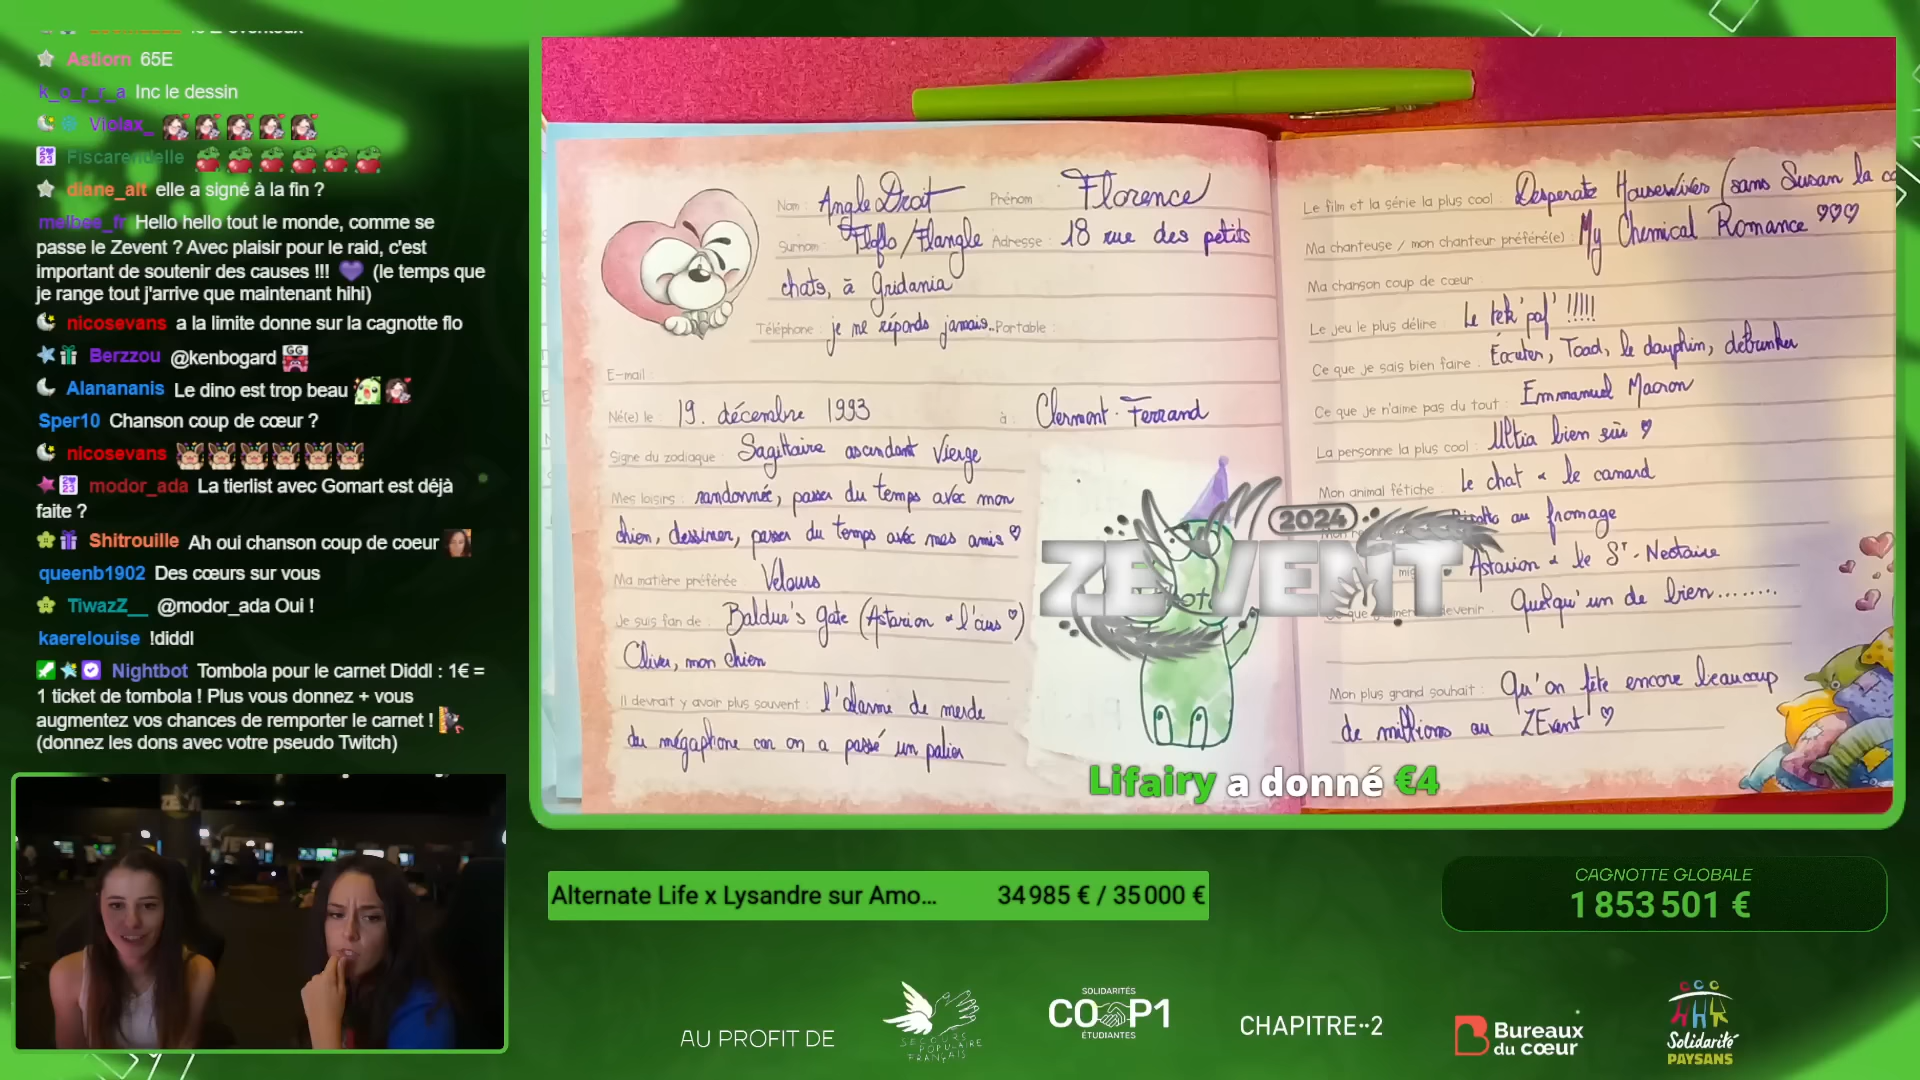 Astiorn 65E
k_o_r_r_a Inc le dessin
Violax_
Fiscarendelle
diane_alt elle a signé à la fin ?
melbee_fr Hello hello tout le monde, comme se
passe le Zevent ? Avec plaisir pour le raid, c'est
important de soutenir des causes !!! (le temps que
je range tout j'arrive que maintenant hihi)
nicosevans a la limite donne sur la cagnotte flo
Berzzou @kenbogard
Alanananis Le dino est trop beau
Sper10 Chanson coup de cœur ?
nicosevans
modor_ada La tierlist avec Gomart est déjà
faite ?
Shitrouille Ah oui chanson coup de coeur
queenb1902 Des cœurs sur vous
TiwazZ__ @modor_ada Oui !
kaerelouise !diddl
Nightbot Tombola pour le carnet Diddl : 1€ =
1 ticket de tombola ! Plus vous donnez + vous
augmentez vos chances de remporter le carnet !
(donnez les dons avec votre pseudo Twitch)
Nom : Angle Droit Prénom : Florence
Surnom : Floflo / Flangle Adresse : 18 rue des petits
chats, à Gridania
Téléphone : je ne réponds jamais.. Portable :
E-mail :
Né(e) le : 19. décembre 1993 à : Clermont-Ferrand
Signe du zodiaque : Sagittaire ascendant Vierge
Mes loisirs : randonnée, passer du temps avec mon
chien, dessiner, passer du temps avec mes amis ♡
Ma matière préférée : Velours
Je suis fan de : Baldur's gate (Astarion & l'ours ♡)
Oliver, mon chien
Il devrait y avoir plus souvent : l'alarme de merde
du mégaphone car on a passé un palier
Le film et la série la plus cool : Desperate Housewives (sans Susan la
Ma chanteuse / mon chanteur préféré(e) : My Chemical Romance ♡♡♡
Ma chanson coup de cœur :
Le jeu le plus délire : Le tek' paf' !!!!!
Ce que je sais bien faire : Écouter, Toad, le dauphin, débunker
Ce que je n'aime pas du tout : Emmanuel Macron
La personne la plus cool : Ultia bien sûr ♡
Mon animal fétiche : Le chat & le canard
au fromage
Astarion & le St-Nectaire
devenir : Quelqu'un de bien........
Mon plus grand souhait : Qu'on fête encore beaucoup
de millions au ZEvent ♡
2024
ZEVENT
Lifairy a donné €4
Alternate Life x Lysandre sur Amo... 34 985 € / 35 000 €
CAGNOTTE GLOBALE
1 853 501 €
AU PROFIT DE
SECOURS
POPULAIRE
FRANÇAIS
SOLIDARITÉS
CO P1
ÉTUDIANTES
CHAPITRE··2
Bureaux
du cœur
Solidarité
PAYSANS